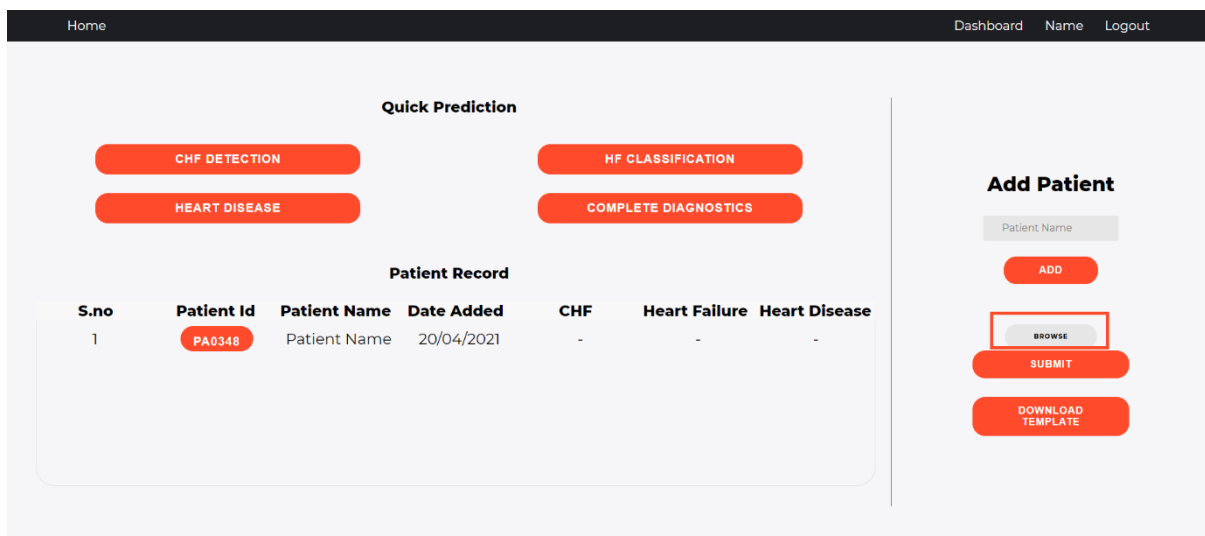 Home Dashboard Name Logout
Quick Prediction
CHF DETECTION HF CLASSIFICATION
HEART DISEASE COMPLETE DIAGNOSTICS
Patient Record
S.no Patient Id Patient Name Date Added CHF Heart Failure Heart Disease
1 PA0348 Patient Name 20/04/2021 - - -
Add Patient
Patient Name
ADD
BROWSE
SUBMIT
DOWNLOAD
TEMPLATE